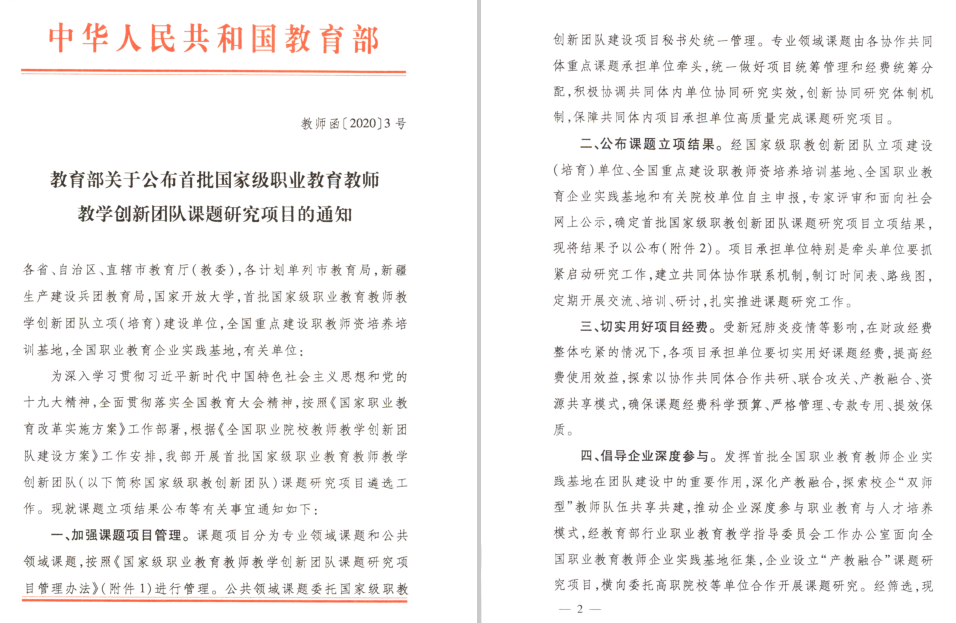 中华人民共和国教育部
教师函〔2020〕3号
教育部关于公布首批国家级职业教育教师
教学创新团队课题研究项目的通知
各省、自治区、直辖市教育厅(教委),各计划单列市教育局,新疆
生产建设兵团教育局,国家开放大学,首批国家级职业教育教师教
学创新团队立项(培育)建设单位,全国重点建设职教师资培养培
训基地,全国职业教育企业实践基地,有关单位:
为深入学习贯彻习近平新时代中国特色社会主义思想和党的
十九大精神,全面贯彻落实全国教育大会精神,按照《国家职业教
育改革实施方案》工作部署,根据《全国职业院校教师教学创新团
队建设方案》工作安排,我部开展首批国家级职业教育教师教学
创新团队(以下简称国家级职教创新团队)课题研究项目遴选工
作。现就课题立项结果公布等有关事宜通知如下:
一、加强课题项目管理。课题项目分为专业领域课题和公共
领域课题,按照《国家级职业教育教师教学创新团队课题研究项
目管理办法》(附件1)进行管理。公共领域课题委托国家级职教
创新团队建设项目秘书处统一管理。专业领域课题由各协作共同
体重点课题承担单位牵头,统一做好项目统筹管理和经费统筹分
配,积极协调共同体内单位协同研究实效,创新协同研究体制机
制,保障共同体内项目承担单位高质量完成课题研究项目。
二、公布课题立项结果。经国家级职教创新团队立项建设
(培育)单位、全国重点建设职教师资培养培训基地、全国职业教
育企业实践基地和有关院校单位自主申报,专家评审和面向社会
网上公示,确定首批国家级职教创新团队课题研究项目立项结果,
现将结果予以公布(附件2)。项目承担单位特别是牵头单位要抓
紧启动研究工作,建立共同体协作联系机制,制订时间表、路线图,
定期开展交流、培训、研讨,扎实推进课题研究工作。
三、切实用好项目经费。受新冠肺炎疫情等影响,在财政经费
整体吃紧的情况下,各项目承担单位要切实用好课题经费,提高经
费使用效益,探索以协作共同体合作共研、联合攻关、产教融合、资
源共享模式,确保课题经费科学预算、严格管理、专款专用、提效保
质。
四、倡导企业深度参与。发挥首批全国职业教育教师企业实
践基地在团队建设中的重要作用,深化产教融合,探索校企“双师
型”教师队伍共享共建,推动企业深度参与职业教育与人才培养
模式,经教育部行业职业教育教学指导委员会工作办公室面向全
国职业教育教师企业实践基地征集,企业设立“产教融合”课题研
究项目,横向委托高职院校等单位合作开展课题研究。经筛选,现
— 2 —